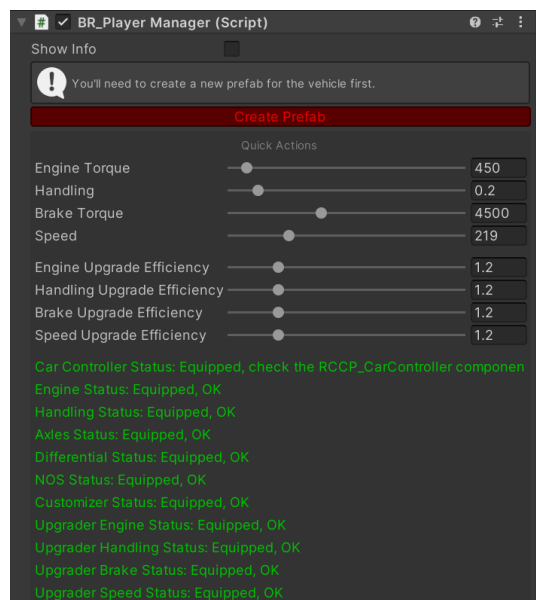 BR_Player Manager (Script)
Show Info
You'll need to create a new prefab for the vehicle first.
Create Prefab
Quick Actions
Engine Torque 450
Handling 0.2
Brake Torque 4500
Speed 219
Engine Upgrade Efficiency 1.2
Handling Upgrade Efficiency 1.2
Brake Upgrade Efficiency 1.2
Speed Upgrade Efficiency 1.2
Car Controller Status: Equipped, check the RCCP_CarController componen
Engine Status: Equipped, OK
Handling Status: Equipped, OK
Axles Status: Equipped, OK
Differential Status: Equipped, OK
NOS Status: Equipped, OK
Customizer Status: Equipped, OK
Upgrader Engine Status: Equipped, OK
Upgrader Handling Status: Equipped, OK
Upgrader Brake Status: Equipped, OK
Upgrader Speed Status: Equipped, OK